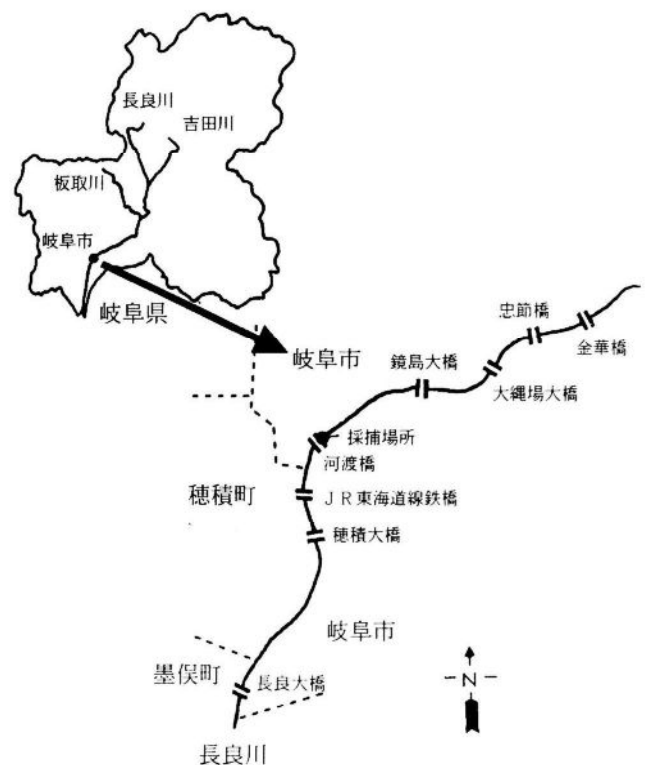 長良川
吉田川
板取川
岐阜市
岐阜県
岐阜市
忠節橋
金華橋
鏡島大橋
大縄場大橋
採捕場所
河渡橋
穂積町
JR東海道線鉄橋
穂積大橋
岐阜市
墨俣町
長良大橋
N
長良川